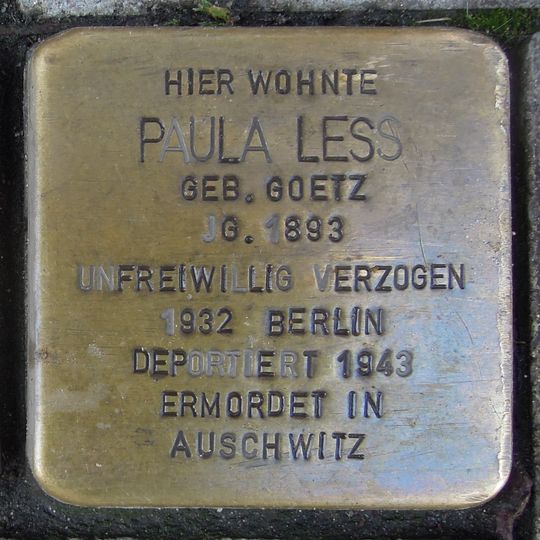 HIER WOHNTE
PAULA LESS
GEB. GOETZ
JG. 1893
UNFREIWILLIG VERZOGEN
1932 BERLIN
DEPORTIERT 1943
ERMORDET IN
AUSCHWITZ